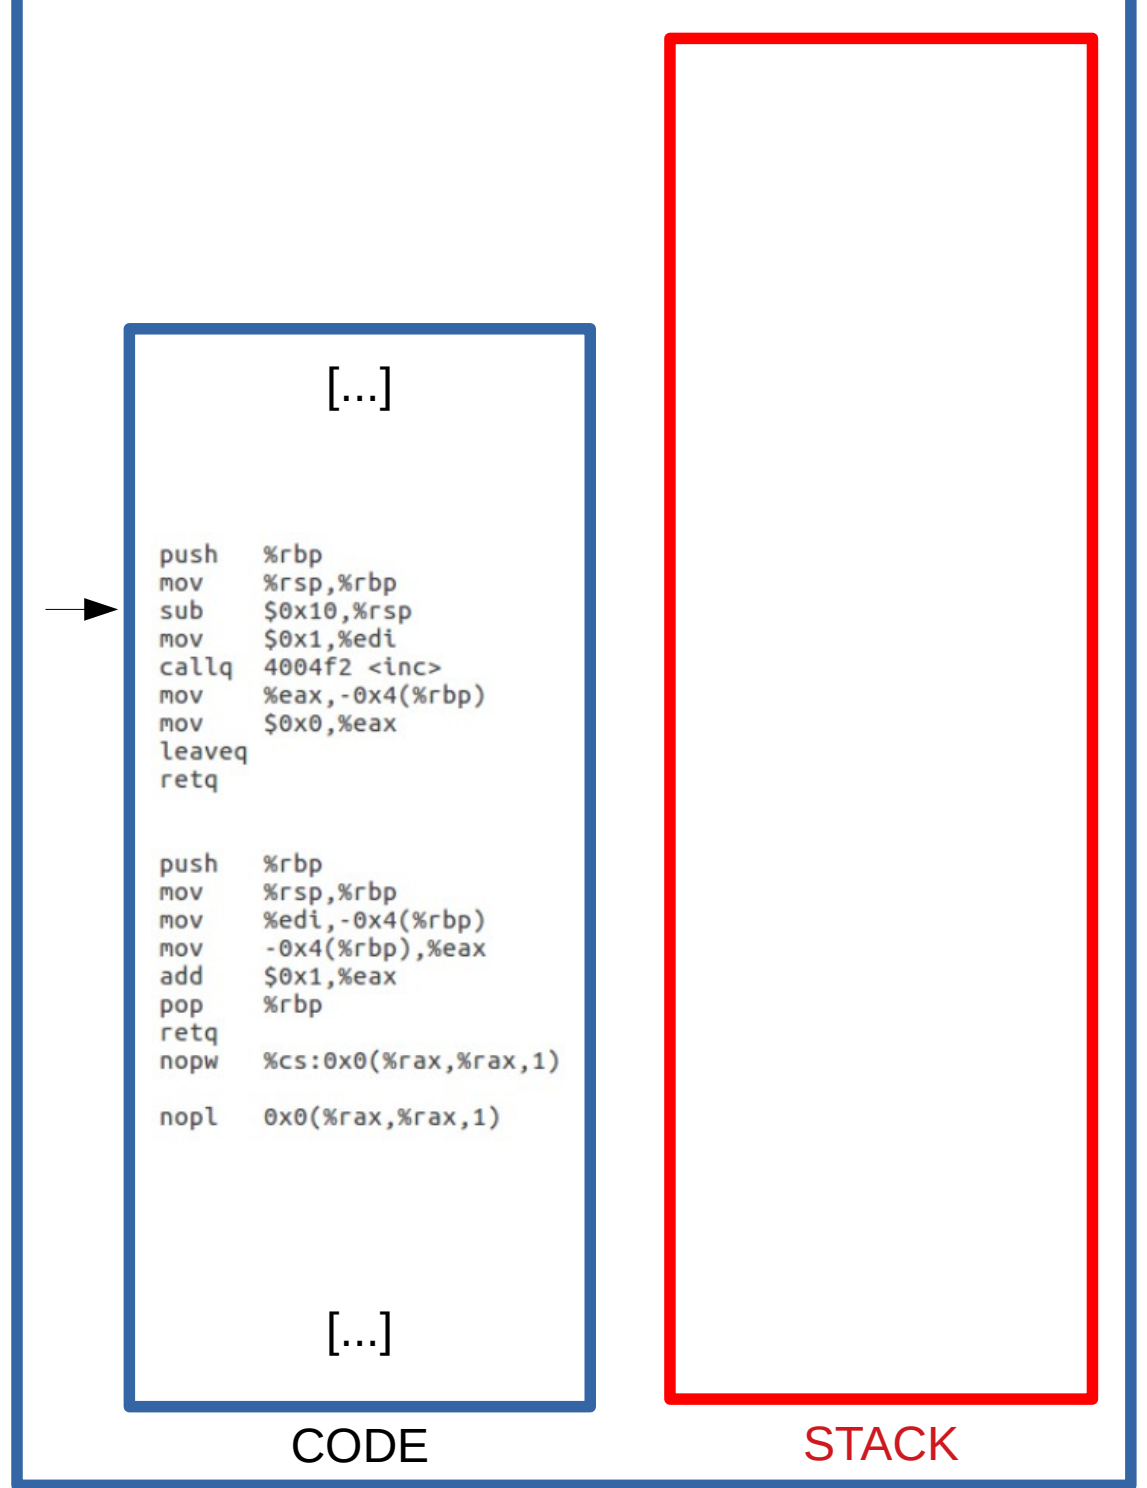 [...]
push %rbp
mov %rsp,%rbp
sub $0x10,%rsp
mov $0x1,%edi
callq 4004f2 <inc>
mov %eax,-0x4(%rbp)
mov $0x0,%eax
leaveq
retq
push %rbp
mov %rsp,%rbp
mov %edi,-0x4(%rbp)
mov -0x4(%rbp),%eax
add $0x1,%eax
pop %rbp
retq
nopw %cs:0x0(%rax,%rax,1)
nopl 0x0(%rax,%rax,1)
[...]
CODE
STACK